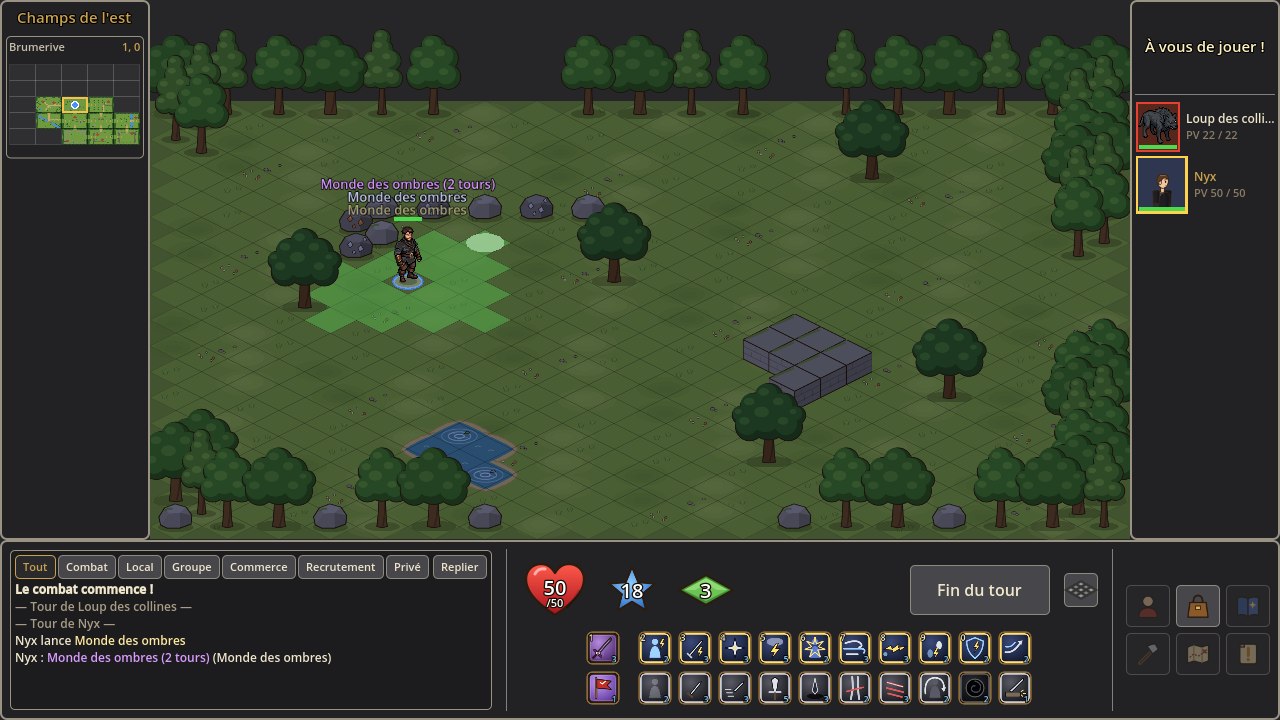 Champs de l'est
Brumerive 1, 0
À vous de jouer !
Loup des colli...
PV 22 / 22
Nyx
PV 50 / 50
Monde des ombres (2 tours)
Monde des ombres
Monde des ombres
Tout Combat Local Groupe Commerce Recrutement Privé Replier
Le combat commence !
— Tour de Loup des collines —
— Tour de Nyx —
Nyx lance Monde des ombres
Nyx : Monde des ombres (2 tours) (Monde des ombres)
50
/50
18
3
Fin du tour